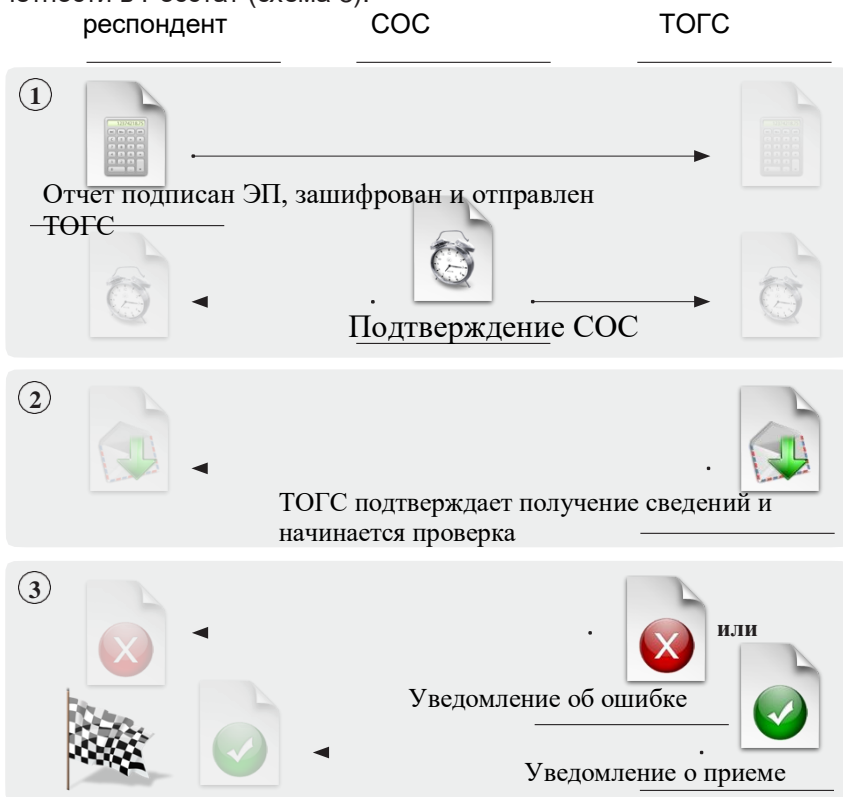 респондент СОС ТОГС
1
Отчет подписан ЭП, зашифрован и отправлен
ТОГС
Подтверждение СОС
2
ТОГС подтверждает получение сведений и
начинается проверка
3
X X или
Уведомление об ошибке
Уведомление о приеме